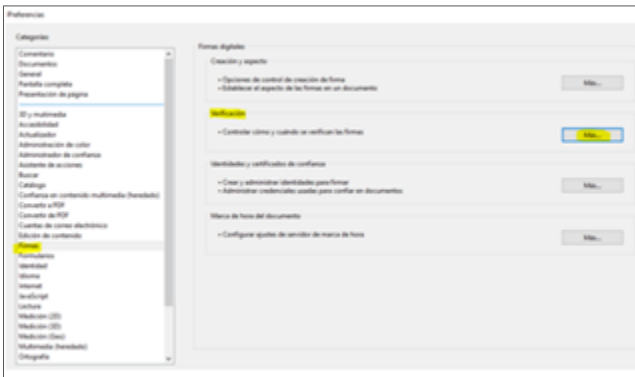 Preferencias
Categorías
Comentario
Documentos
General
Pantalla completa
Presentación de página
3D y multimedia
Accesibilidad
Actualizador
Administración de color
Administrador de confianza
Asistente de acciones
Buscar
Catálogo
Confianza en contenido multimedia (heredado)
Convertir a PDF
Convertir de PDF
Cuentas de correo electrónico
Edición de contenido
Firmas
Formularios
Identidad
Idioma
Internet
JavaScript
Lectura
Medición (2D)
Medición (3D)
Medición (Geo)
Multimedia (heredado)
Ortografía
Firmas digitales
Creación y aspecto
• Opciones de control de creación de firma
• Establecer el aspecto de las firmas en un documento
Más...
Verificación
• Controlar cómo y cuándo se verifican las firmas
Más...
Identidades y certificados de confianza
• Crear y administrar identidades para firmar
• Administrar credenciales usadas para confiar en documentos
Más...
Marca de hora del documento
• Configurar ajustes de servidor de marca de hora
Más...